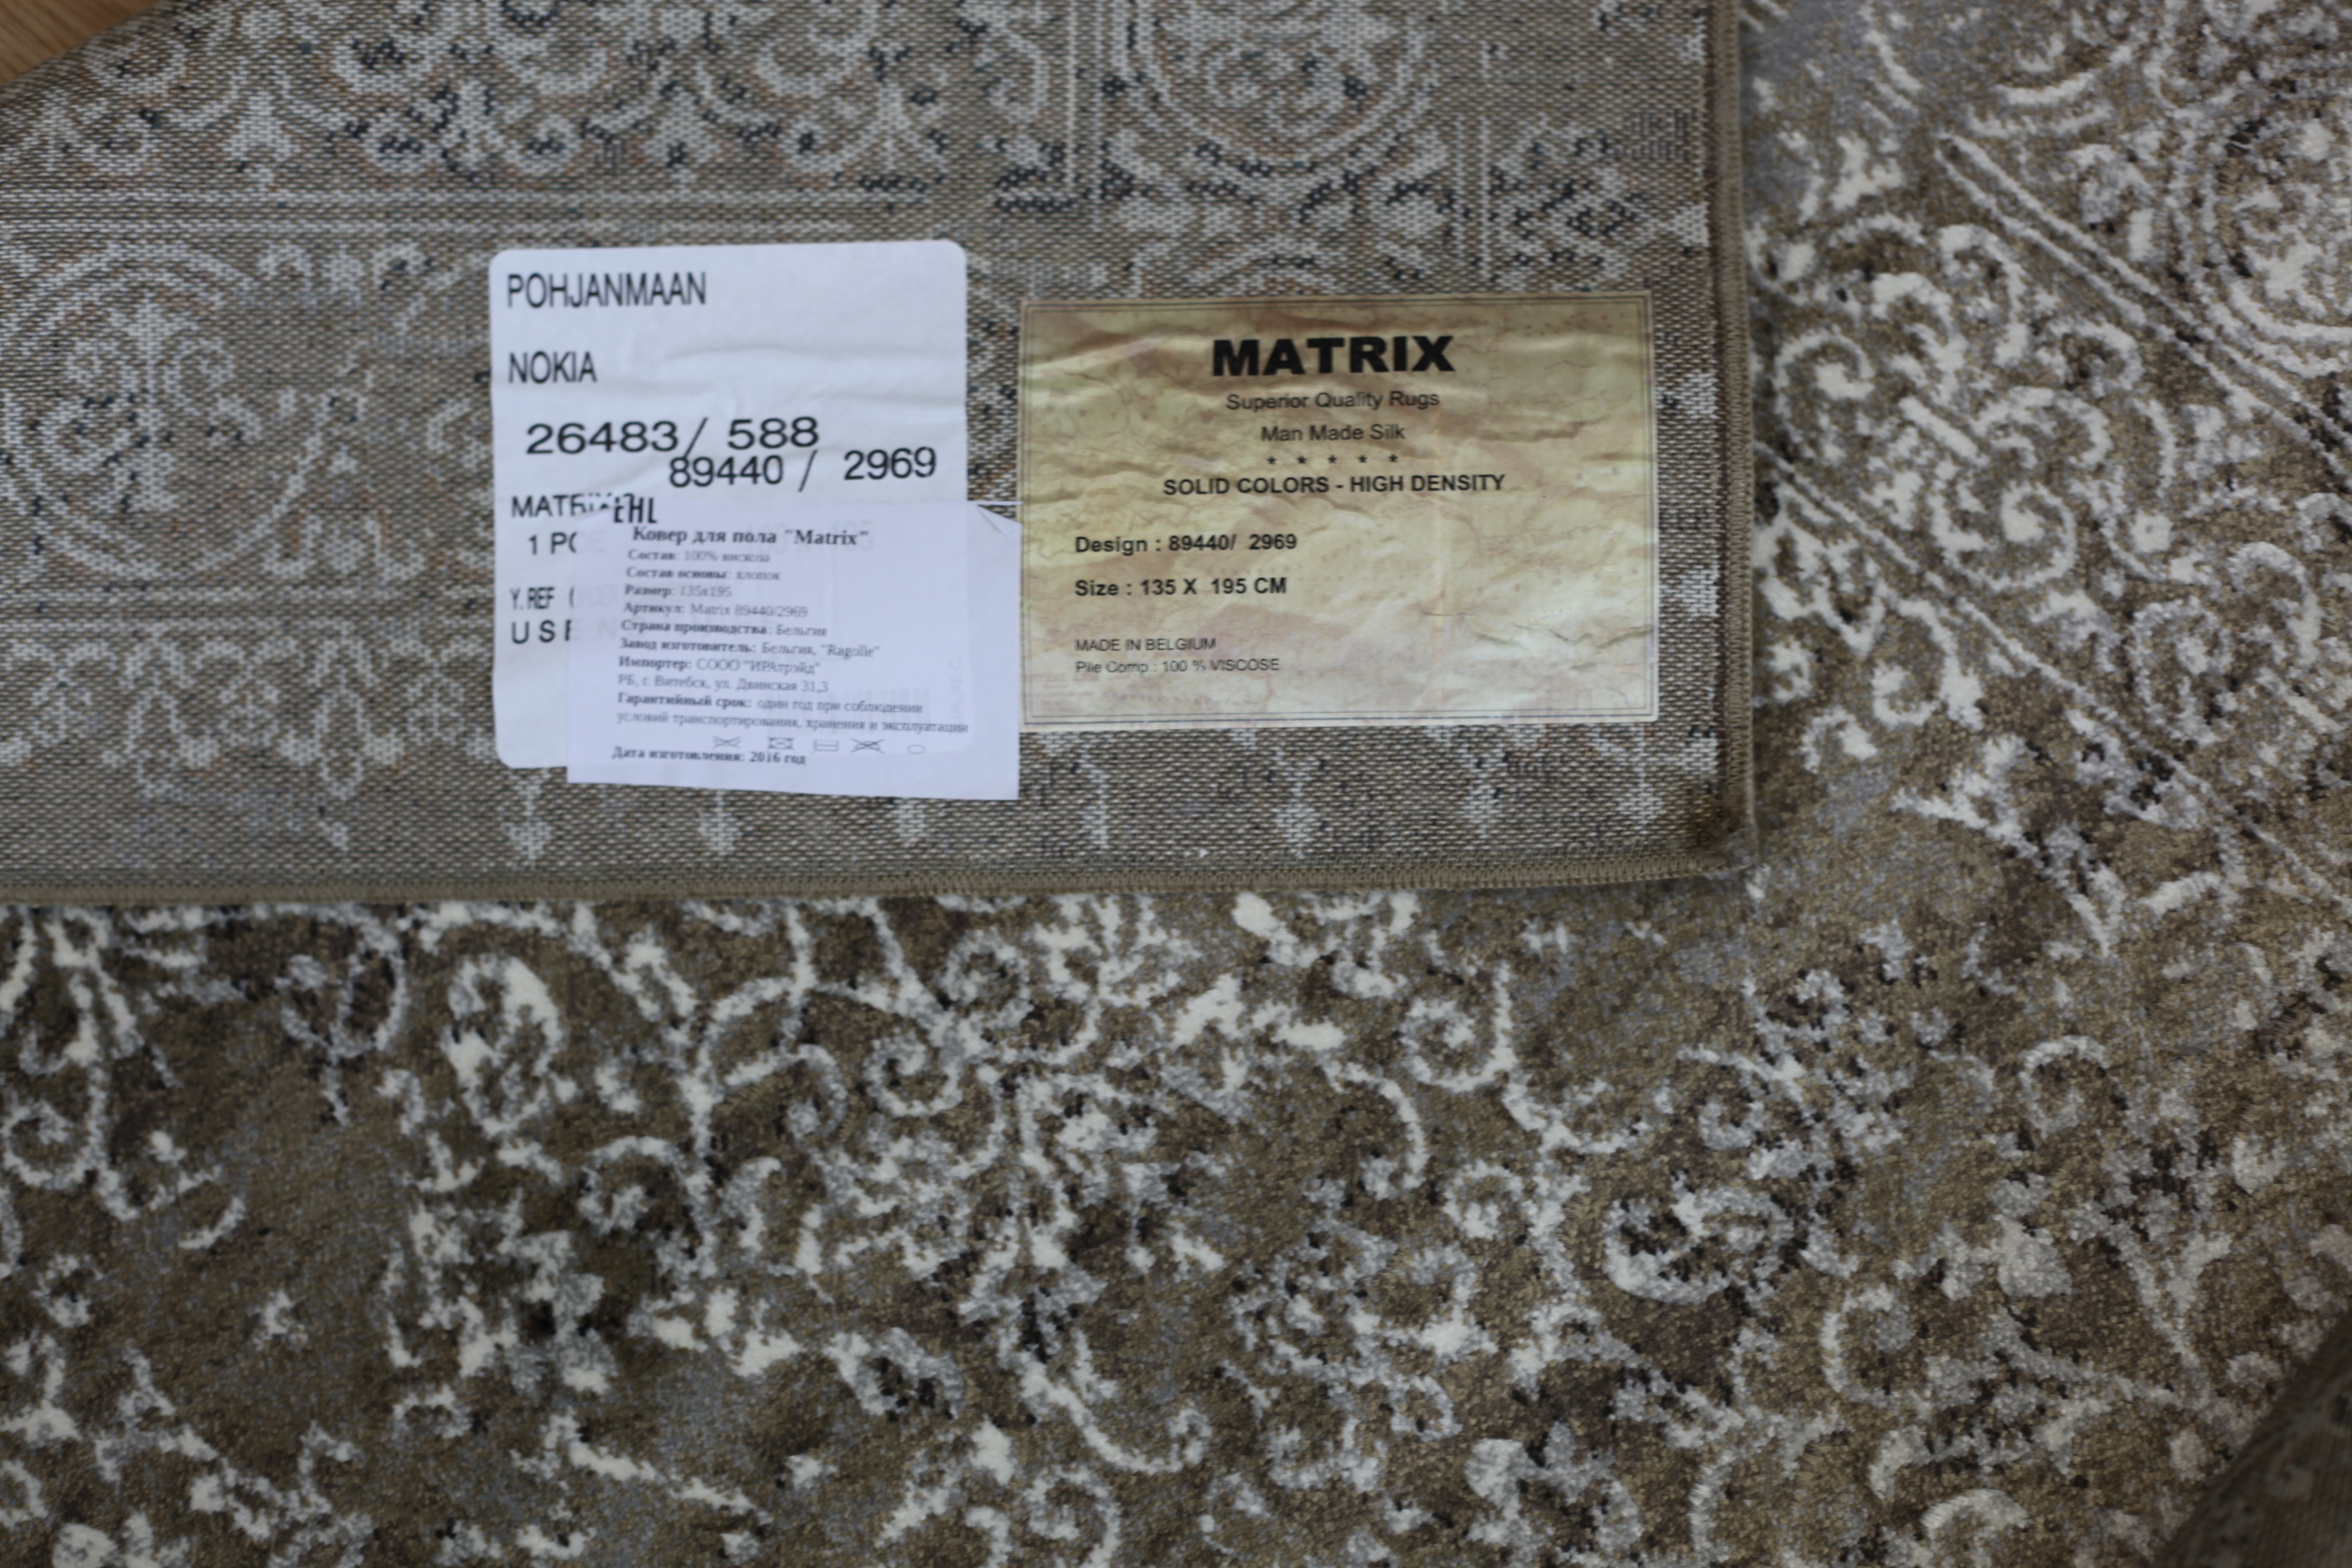 POHJANMAAN
NOKIA
26483/ 588
89440 / 2969
1 PC
Y. REF
USE
Ковер для пола "Matrix"
Состав: 100% вискоза
Состав основы: хлопок
Размер: 135x195
Артикул: Matrix 89440/2969
Страна производства: Бельгия
Завод изготовитель: Бельгия, "Ragolle"
Импортер: СООО "ИРАтрэйд"
РБ, г. Витебск, ул. Двинская 31,3
Гарантийный срок: один год при соблюдении
условий транспортирования, хранения и эксплуатации
Дата изготовления: 2016 год
MATRIX
Superior Quality Rugs
Man Made Silk
* * * * *
SOLID COLORS - HIGH DENSITY
Design : 89440/ 2969
Size : 135 X 195 CM
MADE IN BELGIUM
Pile Comp.: 100 % VISCOSE